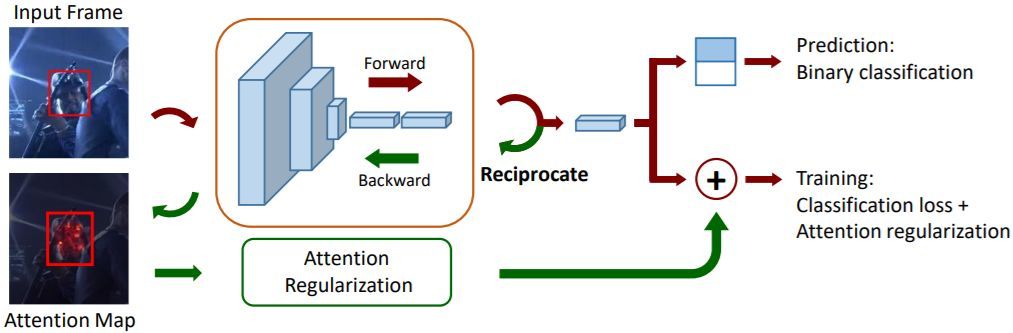 Input Frame
Forward
Backward
Reciprocate
Prediction:
Binary classification
+
Training:
Classification loss +
Attention regularization
Attention
Regularization
Attention Map